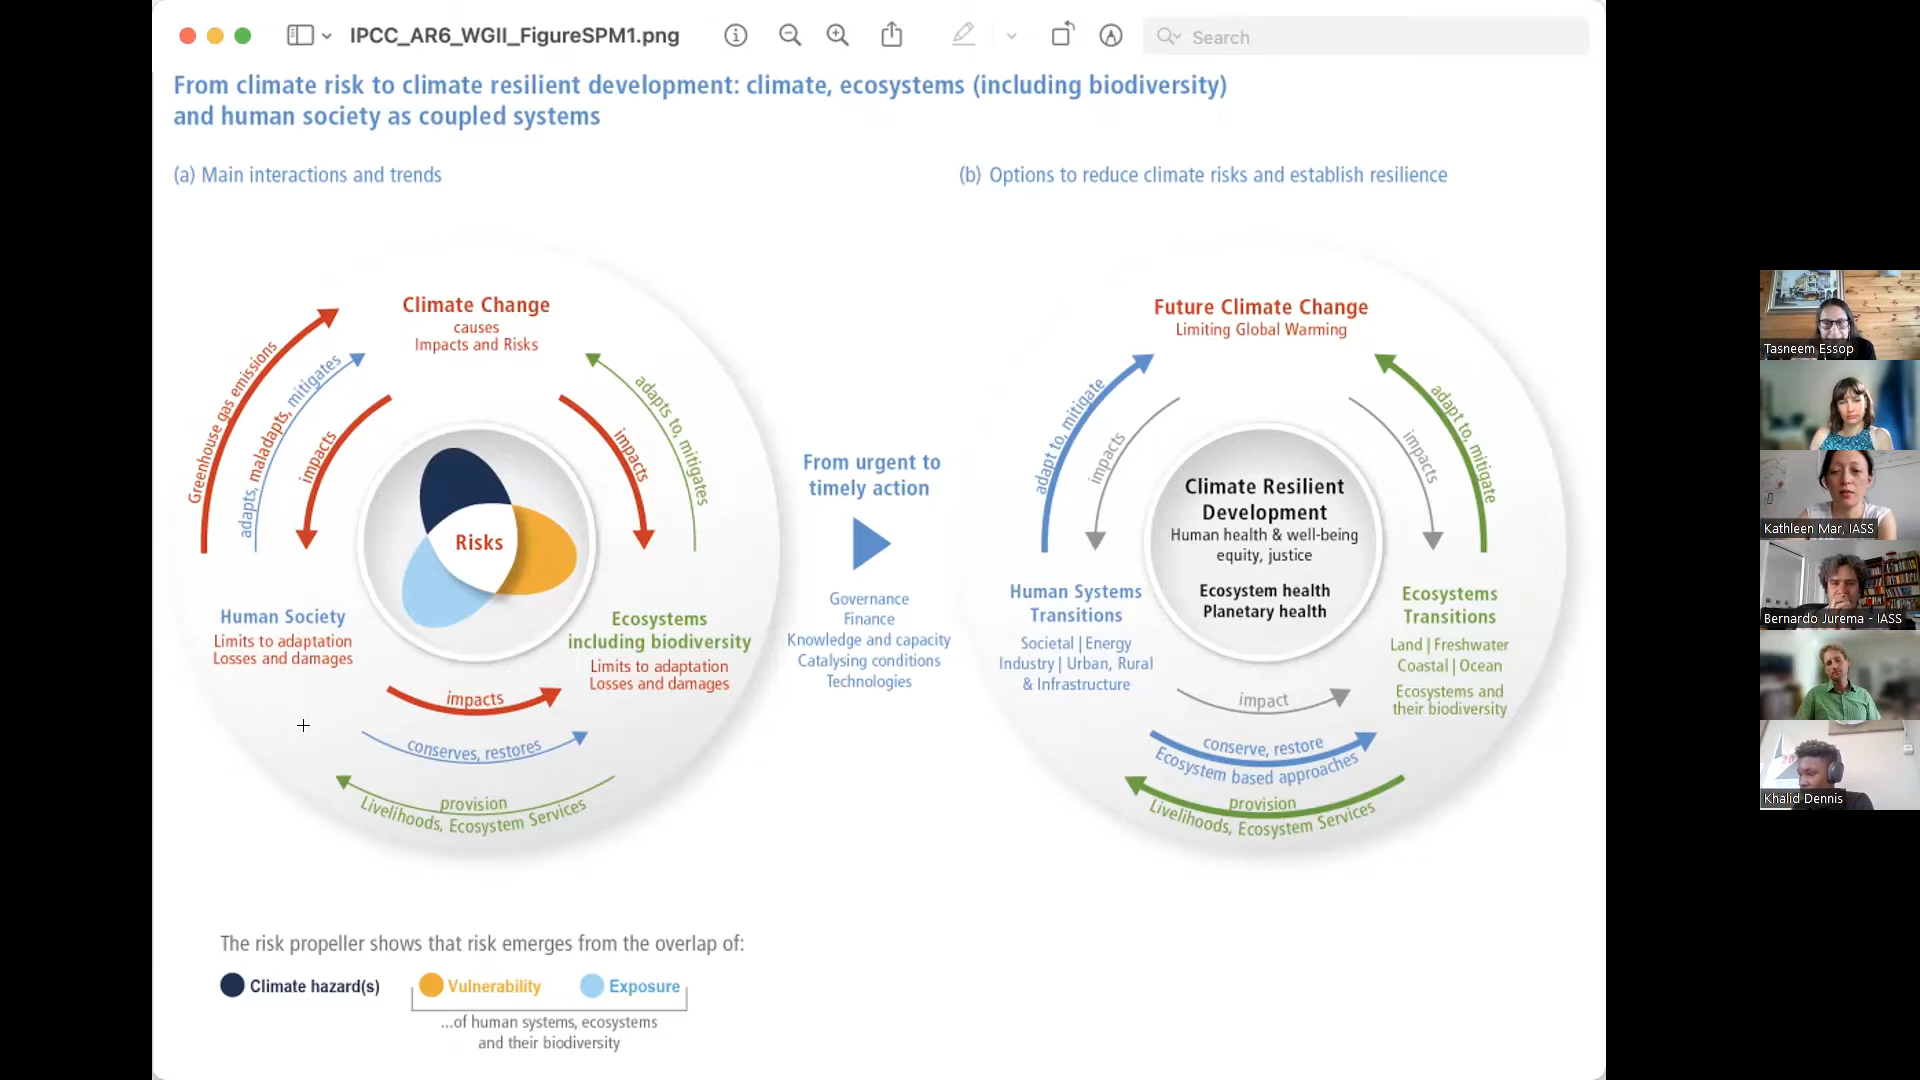 IPCC_AR6_WGII_FigureSPM1.png
Search
From climate risk to climate resilient development: climate, ecosystems (including biodiversity)
and human society as coupled systems
(a) Main interactions and trends
(b) Options to reduce climate risks and establish resilience
Climate Change
causes
Impacts and Risks
Greenhouse gas emissions
adapts, maladapts, mitigates
impacts
impacts
adapts to, mitigates
Risks
Human Society
Limits to adaptation
Losses and damages
Ecosystems
including biodiversity
Limits to adaptation
Losses and damages
impacts
conserves, restores
provision
Livelihoods, Ecosystem Services
From urgent to
timely action
Governance
Finance
Knowledge and capacity
Catalysing conditions
Technologies
Future Climate Change
Limiting Global Warming
adapt to, mitigate
impacts
impacts
adapt to, mitigate
Climate Resilient
Development
Human health & well-being
equity, justice
Ecosystem health
Planetary health
Human Systems
Transitions
Societal | Energy
Industry | Urban, Rural
& Infrastructure
Ecosystems
Transitions
Land | Freshwater
Coastal | Ocean
Ecosystems and
their biodiversity
impact
conserve, restore
Ecosystem based approaches
provision
Livelihoods, Ecosystem Services
The risk propeller shows that risk emerges from the overlap of:
Climate hazard(s)
Vulnerability
Exposure
...of human systems, ecosystems
and their biodiversity
Tasneem Essop
Kathleen Mar, IASS
Bernardo Jurema - IASS
Khalid Dennis